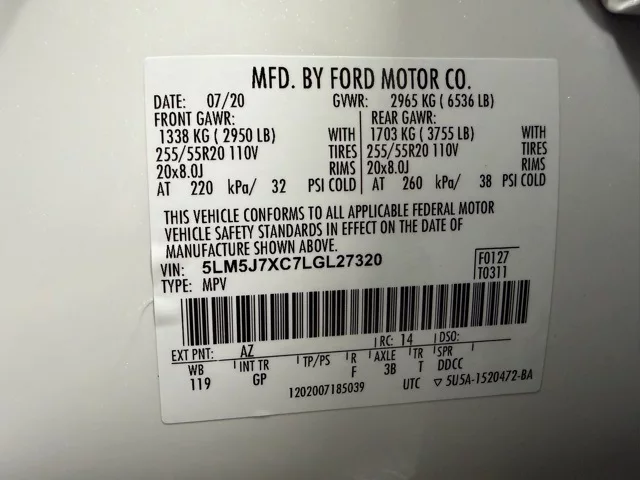 MFD. BY FORD MOTOR CO.
DATE: 07/20 GVWR: 2965 KG ( 6536 LB)
FRONT GAWR: REAR GAWR:
1338 KG ( 2950 LB) WITH 1703 KG ( 3755 LB) WITH
255/55R20 110V TIRES 255/55R20 110V TIRES
20x8.0J RIMS 20x8.0J RIMS
AT 220 kPa/ 32 PSI COLD AT 260 kPa/ 38 PSI COLD
THIS VEHICLE CONFORMS TO ALL APPLICABLE FEDERAL MOTOR
VEHICLE SAFETY STANDARDS IN EFFECT ON THE DATE OF
MANUFACTURE SHOWN ABOVE.
VIN: 5LM5J7XC7LGL27320 F0127
TYPE: MPV T0311
EXT PNT: AZ RC: 14 DSO:
WB INT TR TP/PS R AXLE TR SPR
119 GP F 3B T DDCC
1202007185039 UTC ▽ 5U5A-1520472-BA